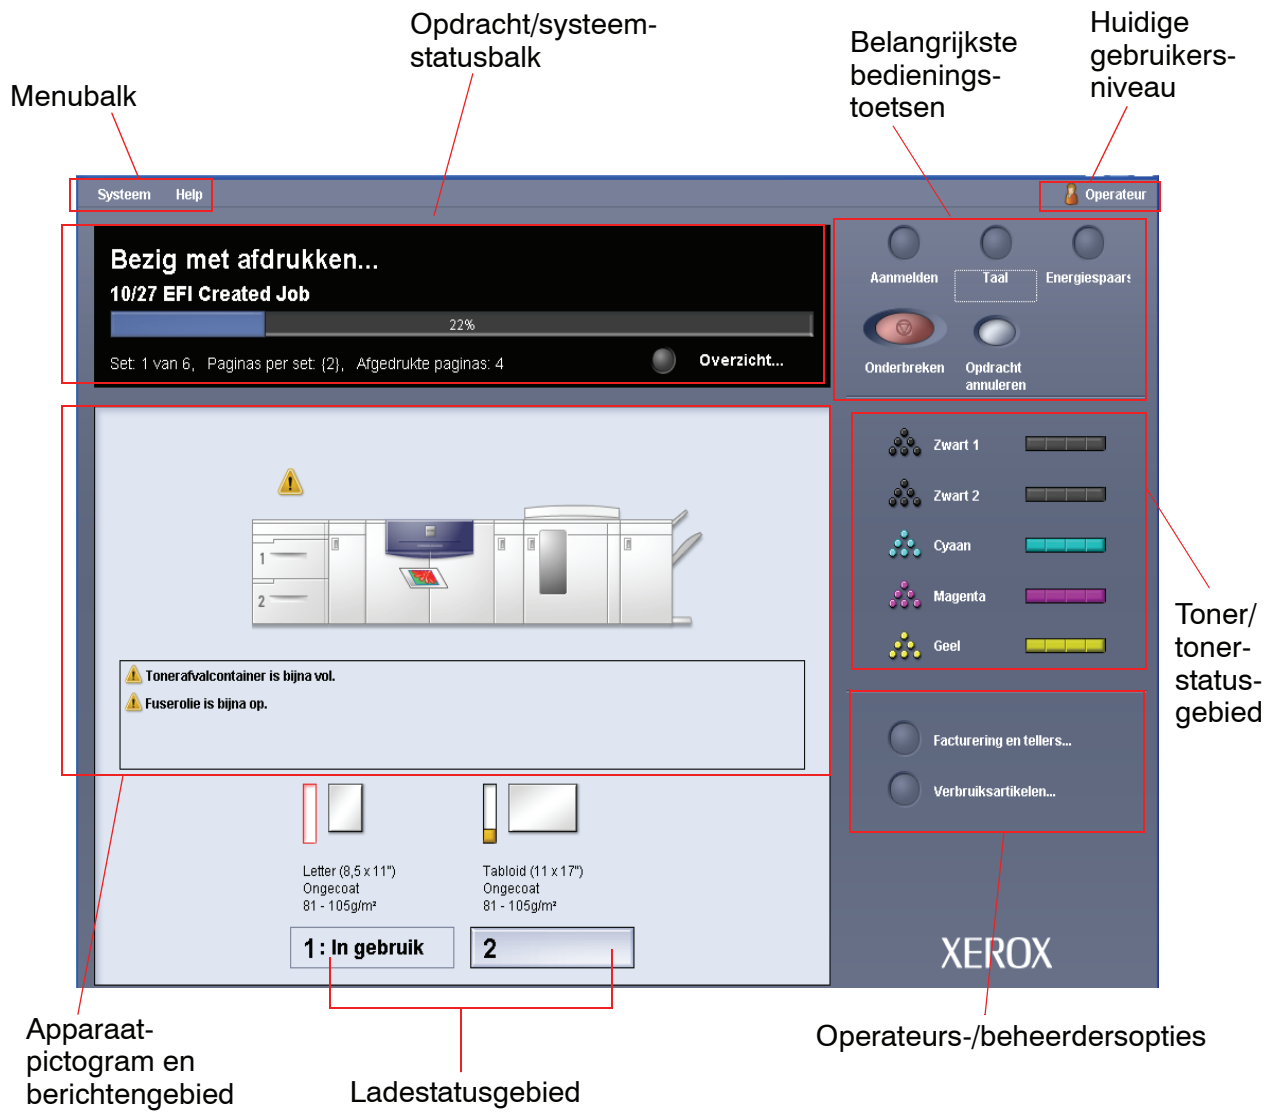 Opdracht/systeem-
statusbalk
Belangrijkste
bedienings-
toetsen
Huidige
gebruikers-
niveau
Menubalk
Systeem Help
Operateur
Bezig met afdrukken...
10/27 EFI Created Job
22%
Set: 1 van 6, Paginas per set: {2}, Afgedrukte paginas: 4
Overzicht...
Aanmelden
Taal
Energiespaars
Onderbreken
Opdracht
annuleren
Zwart 1
Zwart 2
Cyaan
Magenta
Geel
Toner/
toner-
status-
gebied
1
2
Tonerafvalcontainer is bijna vol.
Fuserolie is bijna op.
Facturering en tellers...
Verbruiksartikelen...
Letter (8,5 x 11")
Ongecoat
81 - 105g/m²
Tabloid (11 x 17")
Ongecoat
81 - 105g/m²
1: In gebruik
2
XEROX
Apparaat-
pictogram en
berichtengebied
Ladestatusgebied
Operateurs-/beheerdersopties